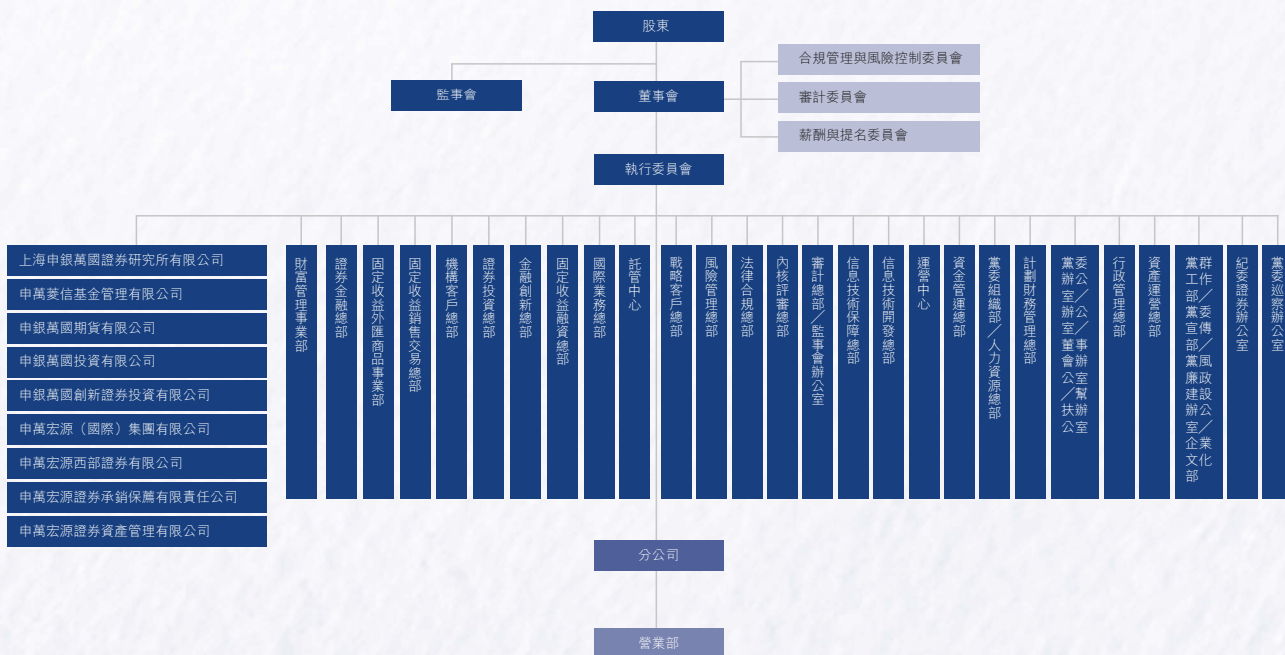 股東
監事會
董事會
合規管理與風險控制委員會
審計委員會
薪酬與提名委員會
執行委員會
上海申銀萬國證券研究所有限公司
申萬菱信基金管理有限公司
申銀萬國期貨有限公司
申銀萬國投資有限公司
申銀萬國創新證券投資有限公司
申萬宏源（國際）集團有限公司
申萬宏源西部證券有限公司
申萬宏源證券承銷保薦有限責任公司
申萬宏源證券資產管理有限公司
財富管理事業部
證券金融總部
固定收益外匯商品事業部
固定收益銷售交易總部
機構客戶總部
證券投資總部
金融創新總部
固定收益融資總部
國際業務總部
託管中心
戰略客戶總部
風險管理總部
法律合規總部
內核評審總部
審計總部／監事會辦公室
信息技術保障總部
信息技術開發總部
運營中心
資金管運總部
黨委組織部／人力資源總部
計劃財務管理總部
黨委辦公室／辦公室／董事會辦公室／幫扶辦公室
行政管理總部
資產運營總部
黨群工作部／黨委宣傳部／黨風廉政建設辦公室／企業文化部
紀委證券辦公室
黨委巡察辦公室
分公司
營業部